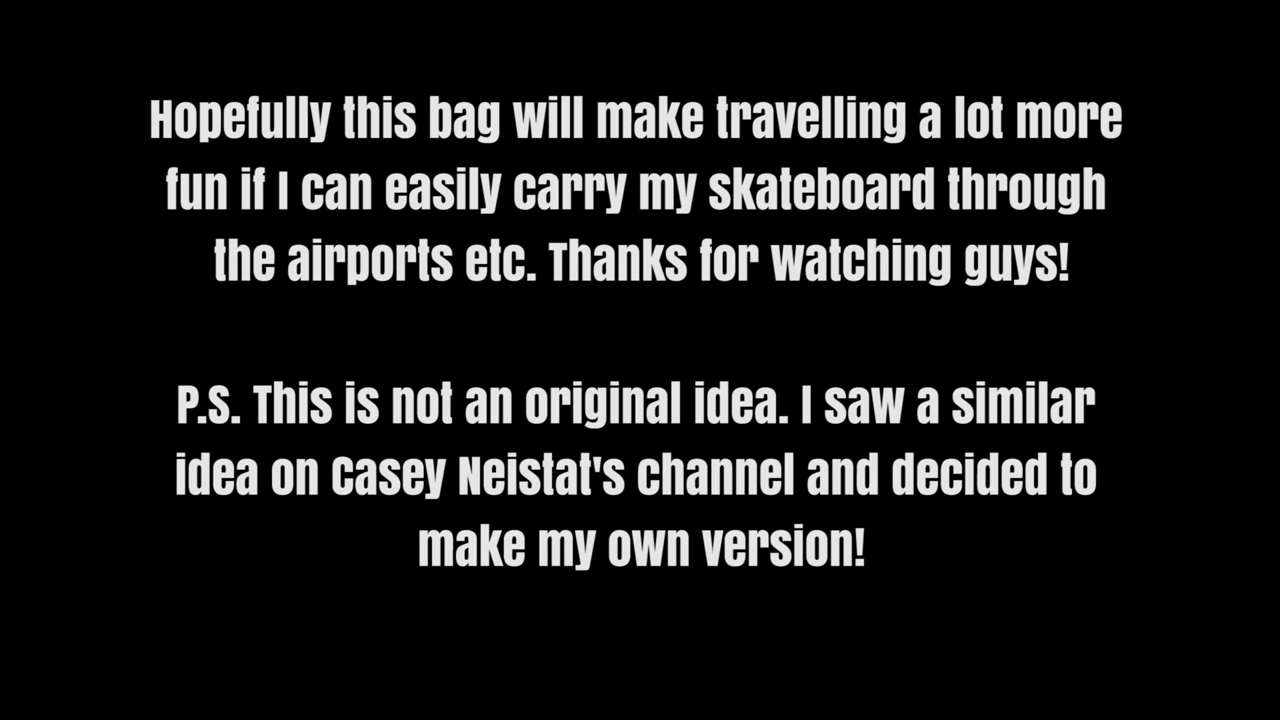 Hopefully this bag will make travelling a lot more
fun if I can easily carry my skateboard through
the airports etc. Thanks for watching guys!
P.S. This is not an original idea. I saw a similar
idea on Casey Neistat's channel and decided to
make my own version!